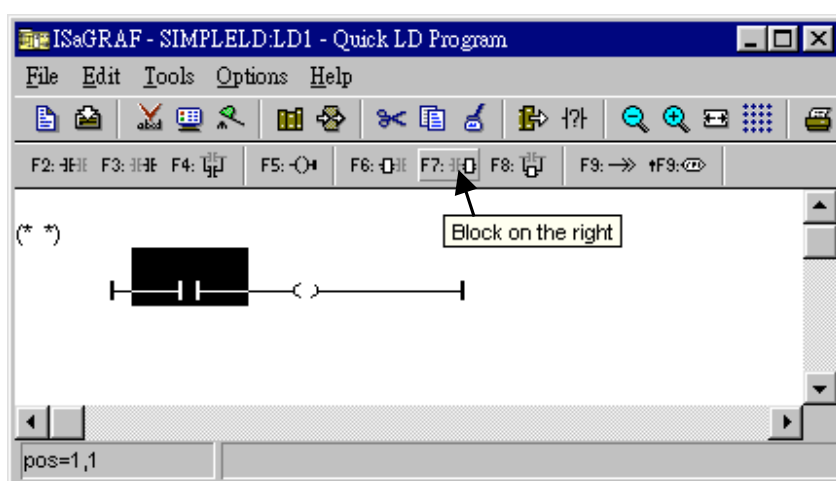 ISaGRAF - SIMPLELD:LD1 - Quick LD Program
File Edit Tools Options Help
abcd
?
F2: F3: F4: F5: F6: F7: F8: F9: F9:
Block on the right
(* *)
pos=1,1